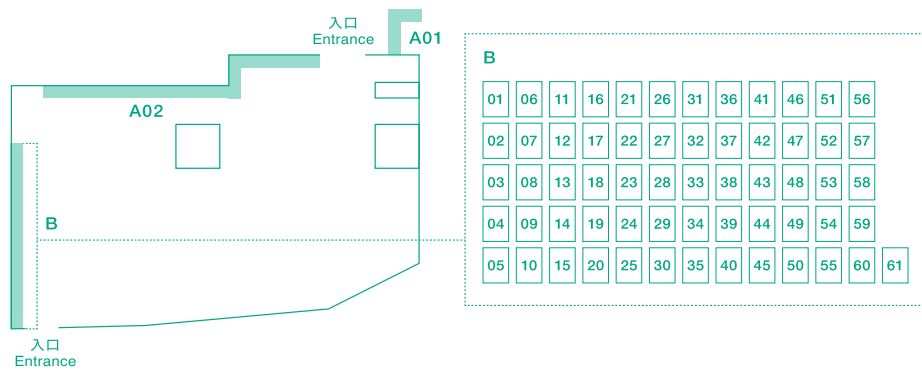 入口
Entrance
A01
A02
B
入口
Entrance
B
01 06 11 16 21 26 31 36 41 46 51 56
02 07 12 17 22 27 32 37 42 47 52 57
03 08 13 18 23 28 33 38 43 48 53 58
04 09 14 19 24 29 34 39 44 49 54 59
05 10 15 20 25 30 35 40 45 50 55 60 61